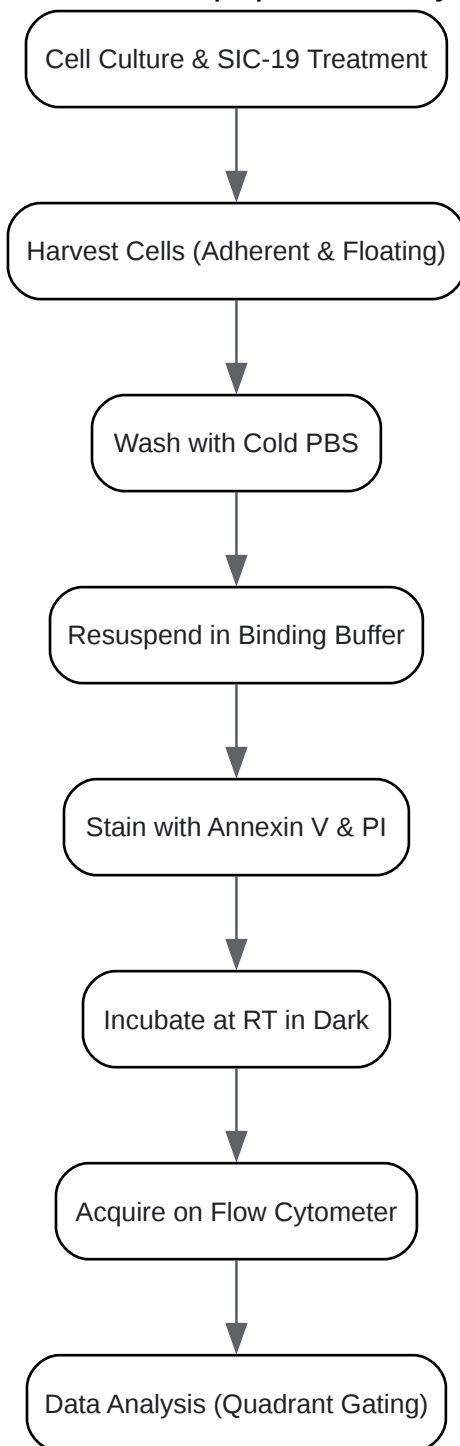 Cell Culture & SIC-19 Treatment
Harvest Cells (Adherent & Floating)
Wash with Cold PBS
Resuspend in Binding Buffer
Stain with Annexin V & PI
Incubate at RT in Dark
Acquire on Flow Cytometer
Data Analysis (Quadrant Gating)